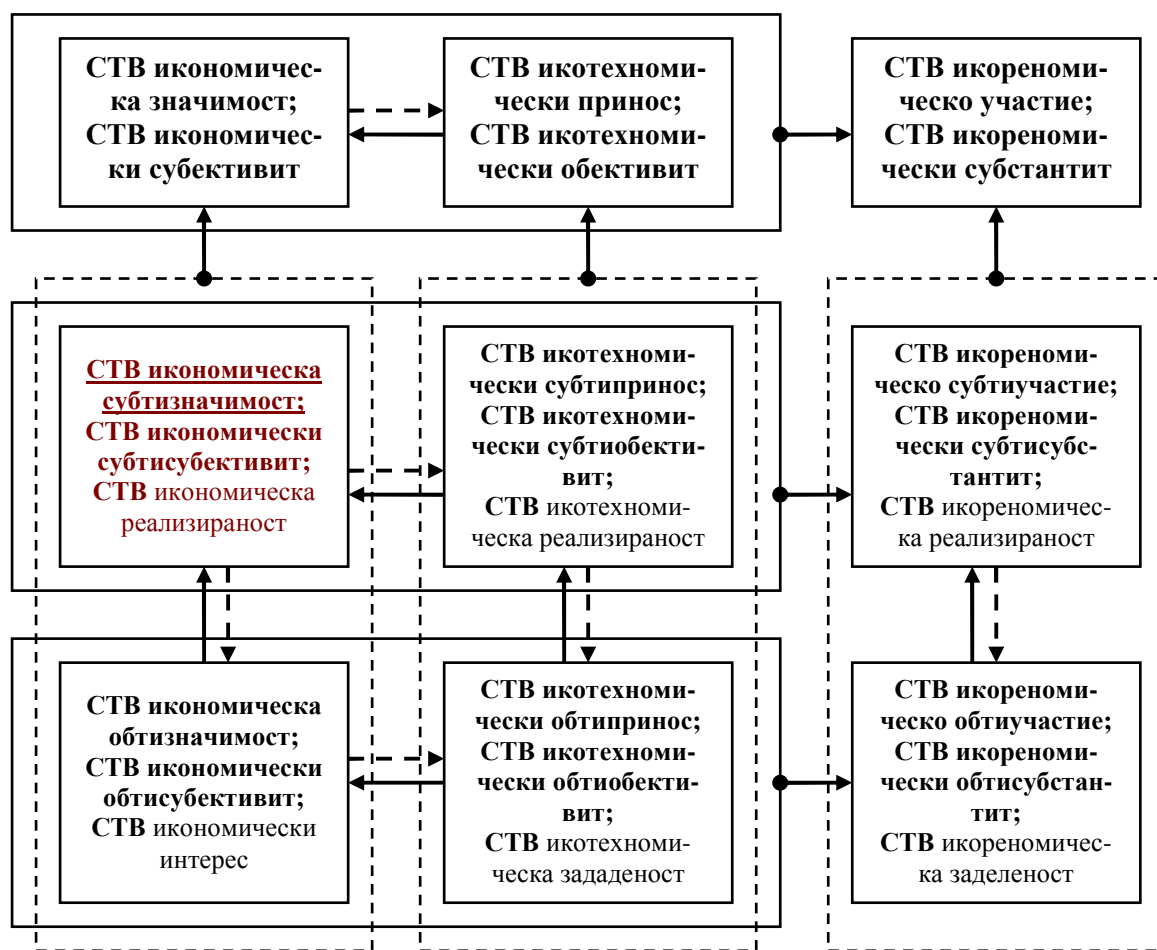 СТВ икономичес-
ка значимост;
СТВ икономичес-
ки субективит
СТВ икотехноми-
чески принос;
СТВ икотехноми-
чески обективит
СТВ икореноми-
ческо участие;
СТВ икореноми-
чески субстантит
СТВ икономическа
субтизначимост;
СТВ икономически
субтисубективит;
СТВ икономическа
реализираност
СТВ икотехноми-
чески субтипринос;
СТВ икотехноми-
чески субтиобекти-
вит;
СТВ икотехноми-
ческа реализираност
СТВ икореноми-
ческо субтиучастие;
СТВ икореноми-
чески субтисубс-
тантит;
СТВ икореномичес-
ка реализираност
СТВ икономическа
обтизначимост;
СТВ икономически
обтисубективит;
СТВ икономически
интерес
СТВ икотехноми-
чески обтипринос;
СТВ икотехноми-
чески обтиобекти-
вит;
СТВ икотехноми-
ческа зададеност
СТВ икореноми-
ческо обтиучастие;
СТВ икореноми-
чески обтисубстан-
тит;
СТВ икореномичес-
ка заделеност